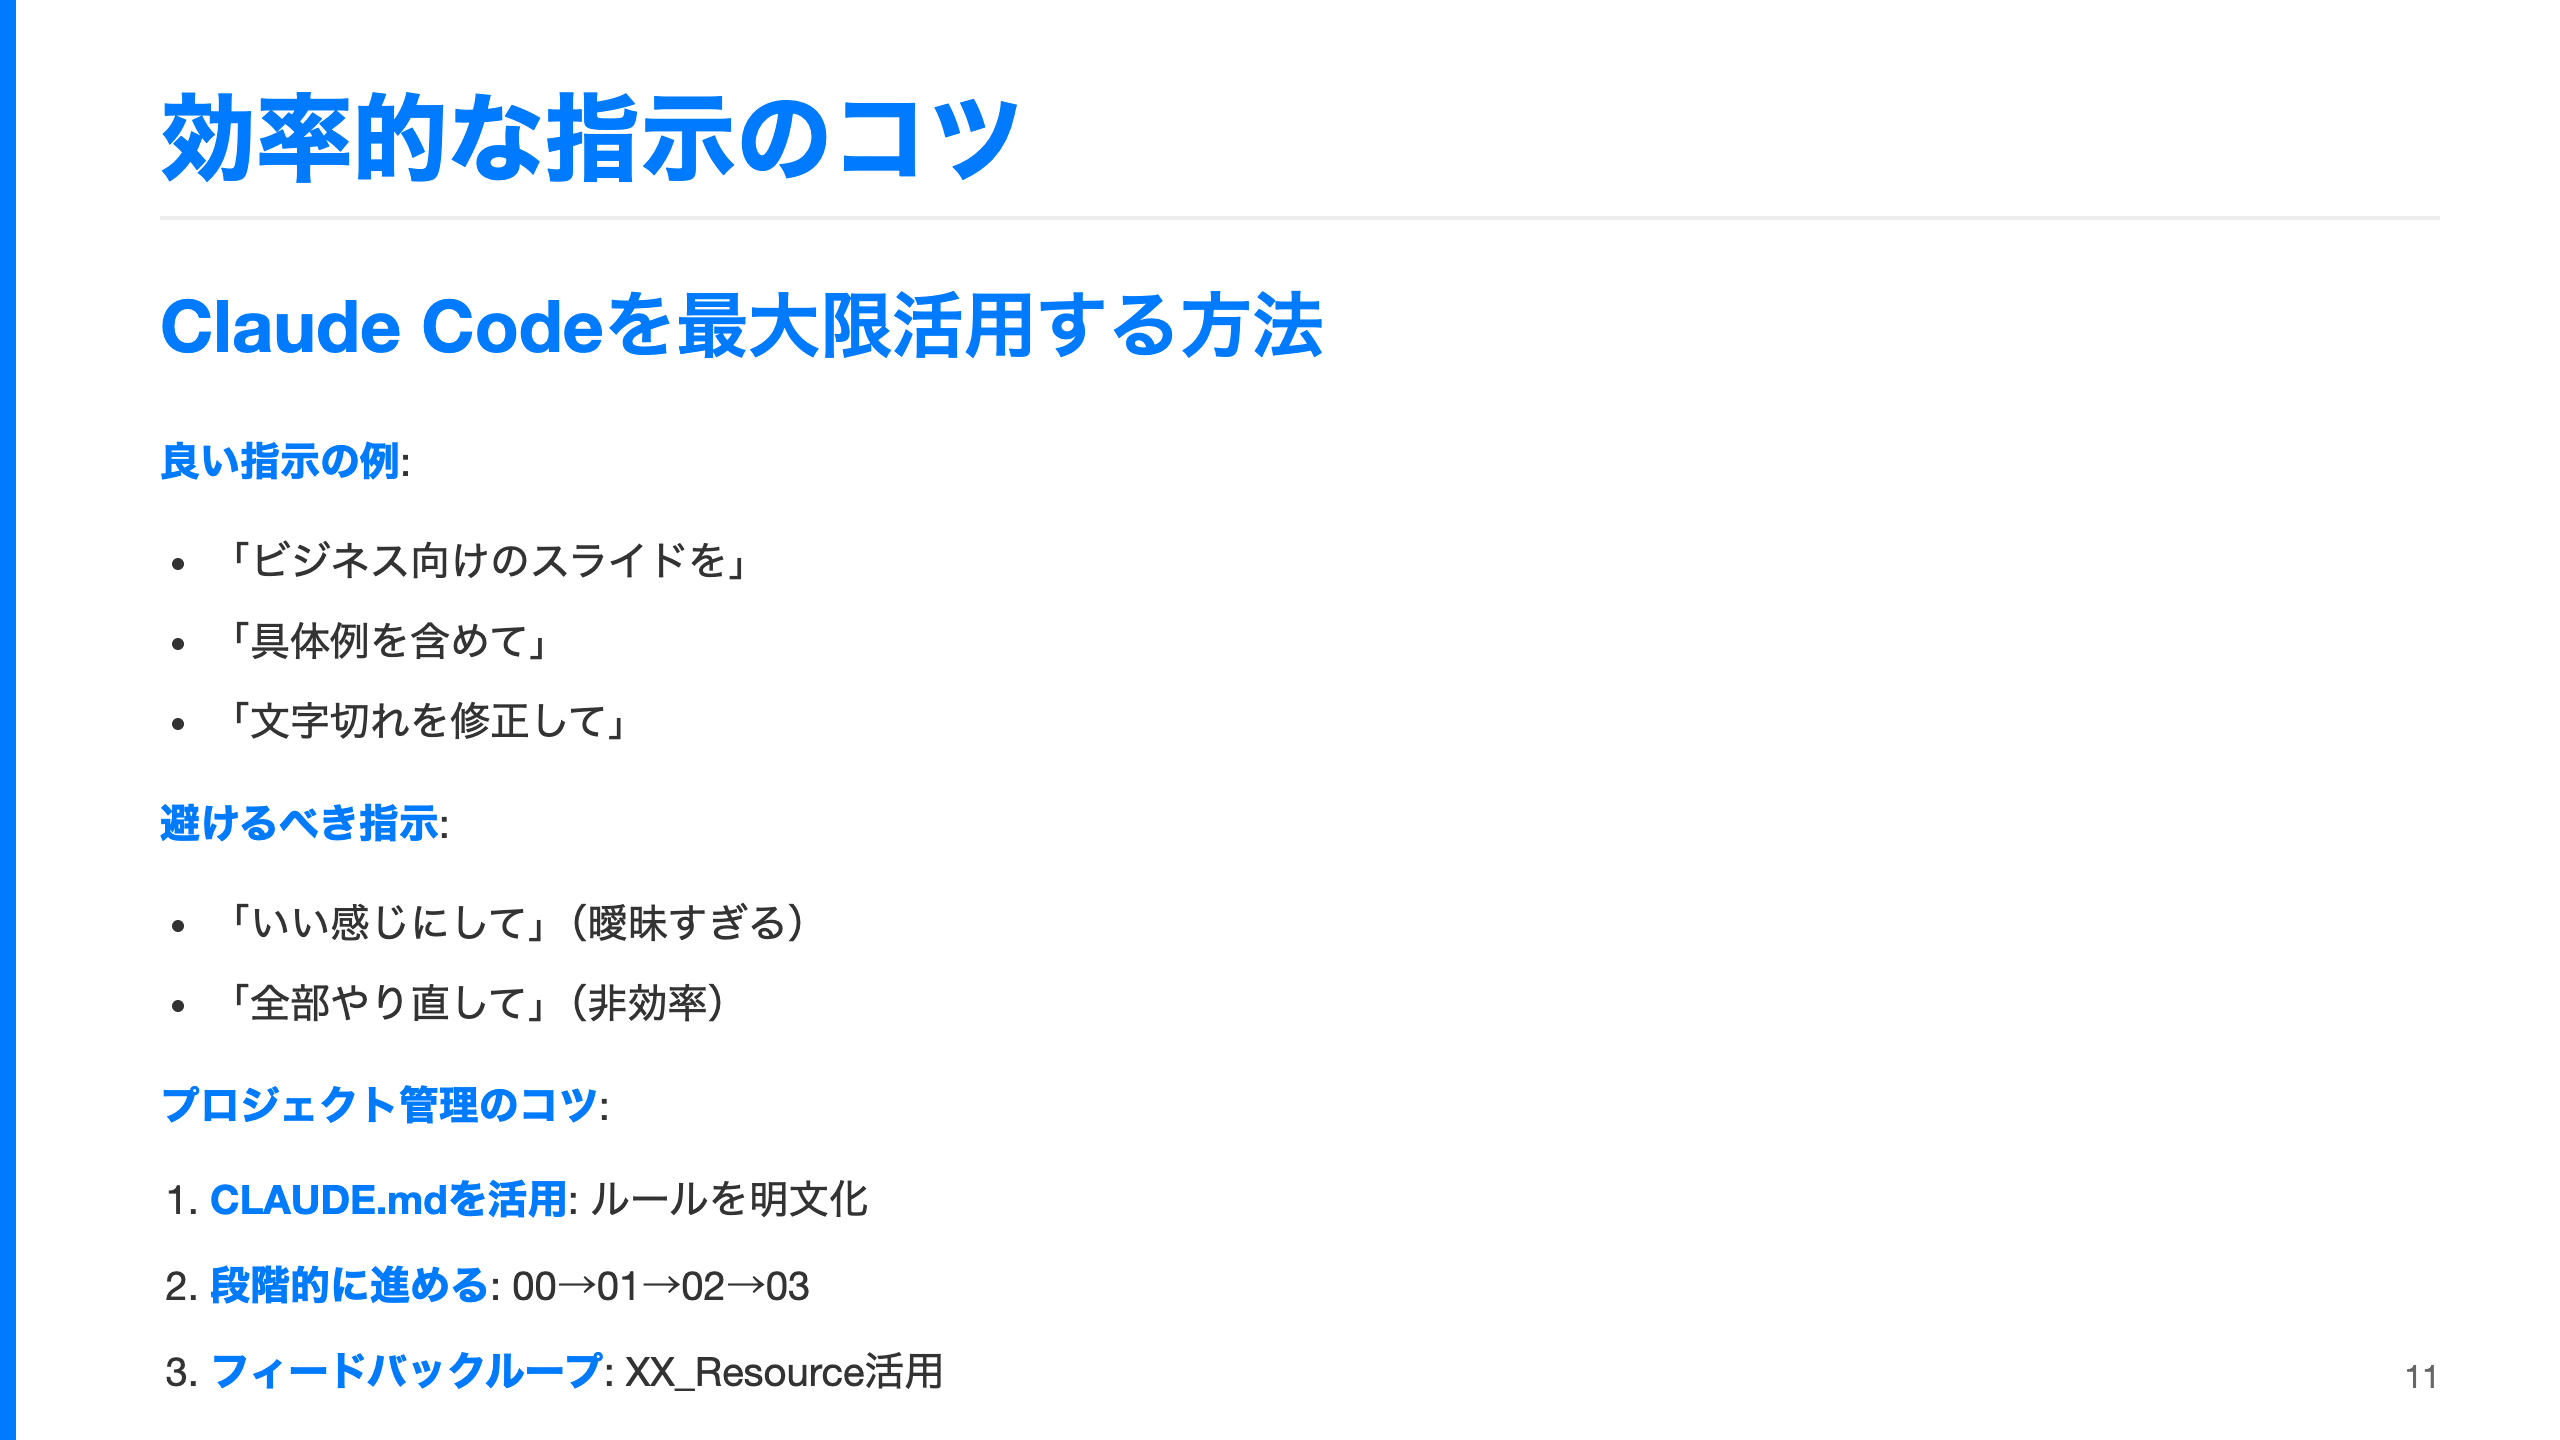 効率的な指示のコツ
Claude Codeを最大限活用する方法
良い指示の例:
• 「ビジネス向けのスライドを」
• 「具体例を含めて」
• 「文字切れを修正して」
避けるべき指示:
• 「いい感じにして」（曖昧すぎる）
• 「全部やり直して」（非効率）
プロジェクト管理のコツ:
1. CLAUDE.mdを活用: ルールを明文化
2. 段階的に進める: 00→01→02→03
3. フィードバックループ: XX_Resource活用
11